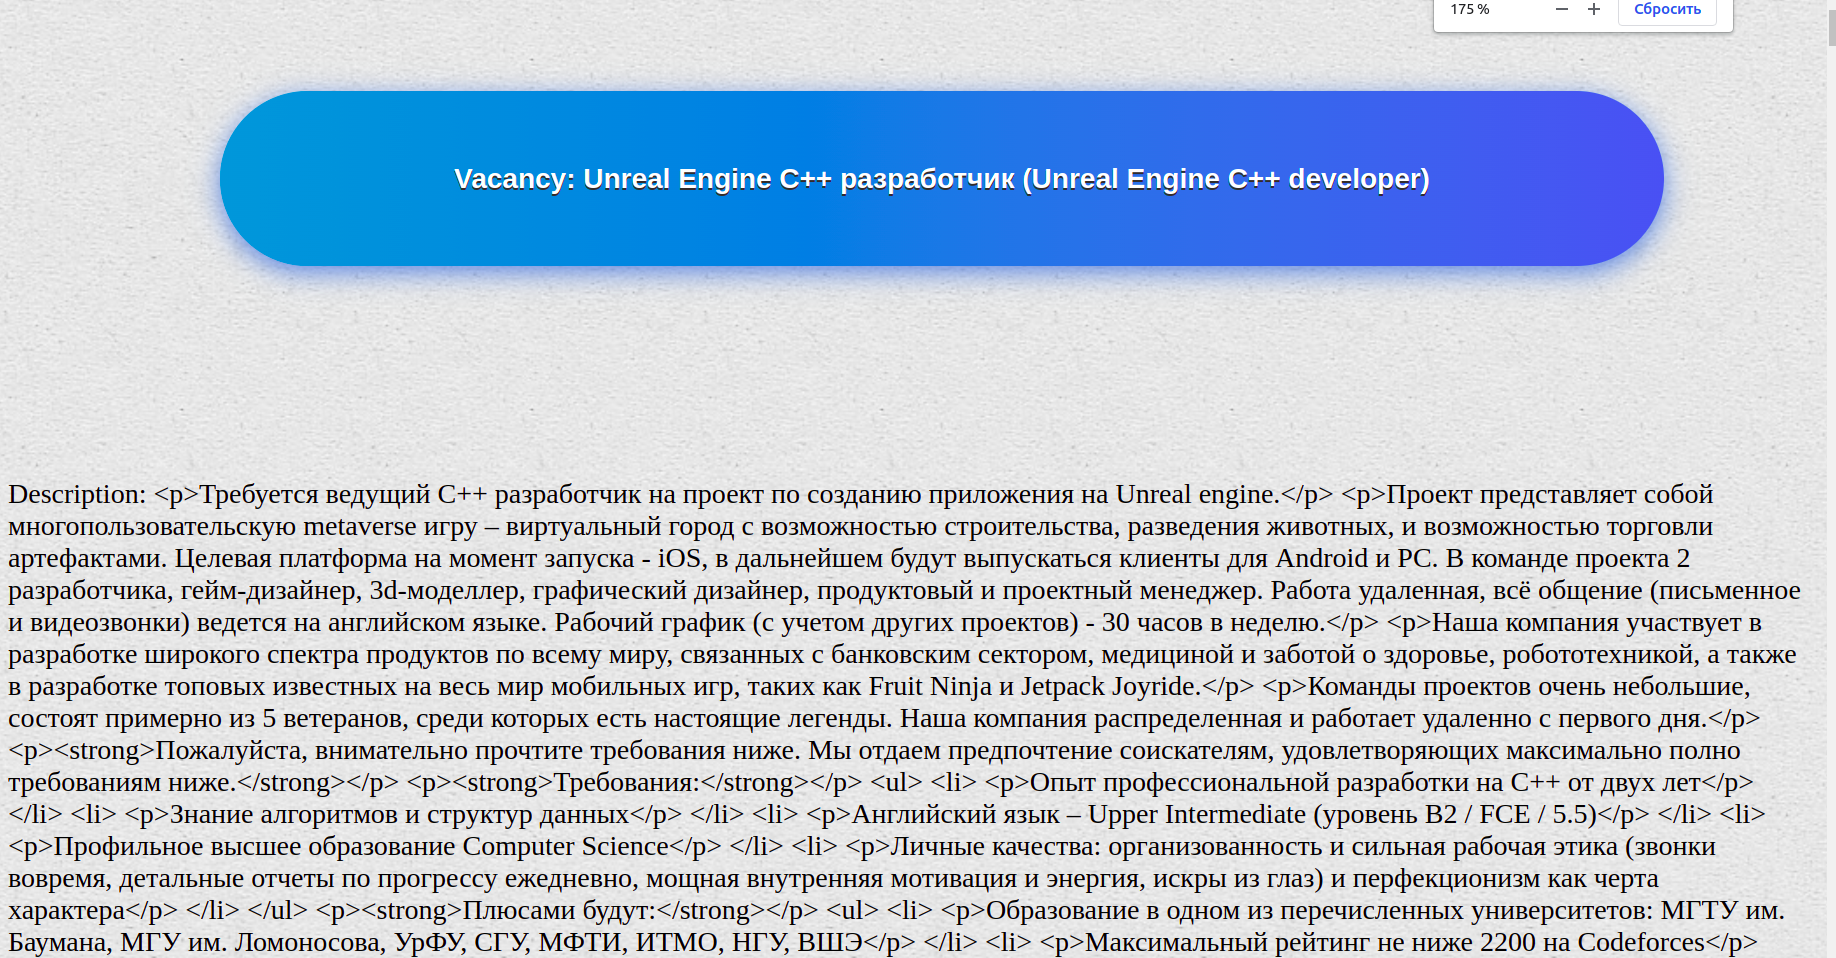 175 % − + Сбросить
Vacancy: Unreal Engine C++ разработчик (Unreal Engine C++ developer)
Description: <p>Требуется ведущий C++ разработчик на проект по созданию приложения на Unreal engine.</p> <p>Проект представляет собой
многопользовательскую metaverse игру – виртуальный город с возможностью строительства, разведения животных, и возможностью торговли
артефактами. Целевая платформа на момент запуска - iOS, в дальнейшем будут выпускаться клиенты для Android и PC. В команде проекта 2
разработчика, гейм-дизайнер, 3d-моделлер, графический дизайнер, продуктовый и проектный менеджер. Работа удаленная, всё общение (письменное
и видеозвонки) ведется на английском языке. Рабочий график (с учетом других проектов) - 30 часов в неделю.</p> <p>Наша компания участвует в
разработке широкого спектра продуктов по всему миру, связанных с банковским сектором, медициной и заботой о здоровье, робототехникой, а также
в разработке топовых известных на весь мир мобильных игр, таких как Fruit Ninja и Jetpack Joyride.</p> <p>Команды проектов очень небольшие,
состоят примерно из 5 ветеранов, среди которых есть настоящие легенды. Наша компания распределенная и работает удаленно с первого дня.</p>
<p><strong>Пожалуйста, внимательно прочтите требования ниже. Мы отдаем предпочтение соискателям, удовлетворяющих максимально полно
требованиям ниже.</strong></p> <p><strong>Требования:</strong></p> <ul> <li> <p>Опыт профессиональной разработки на C++ от двух лет</p>
</li> <li> <p>Знание алгоритмов и структур данных</p> </li> <li> <p>Английский язык – Upper Intermediate (уровень B2 / FCE / 5.5)</p> </li> <li>
<p>Профильное высшее образование Computer Science</p> </li> <li> <p>Личные качества: организованность и сильная рабочая этика (звонки
вовремя, детальные отчеты по прогрессу ежедневно, мощная внутренняя мотивация и энергия, искры из глаз) и перфекционизм как черта
характера</p> </li> </ul> <p><strong>Плюсами будут:</strong></p> <ul> <li> <p>Образование в одном из перечисленных университетов: МГТУ им.
Баумана, МГУ им. Ломоносова, УрФУ, СГУ, МФТИ, ИТМО, НГУ, ВШЭ</p> </li> <li> <p>Максимальный рейтинг не ниже 2200 на Codeforces</p>